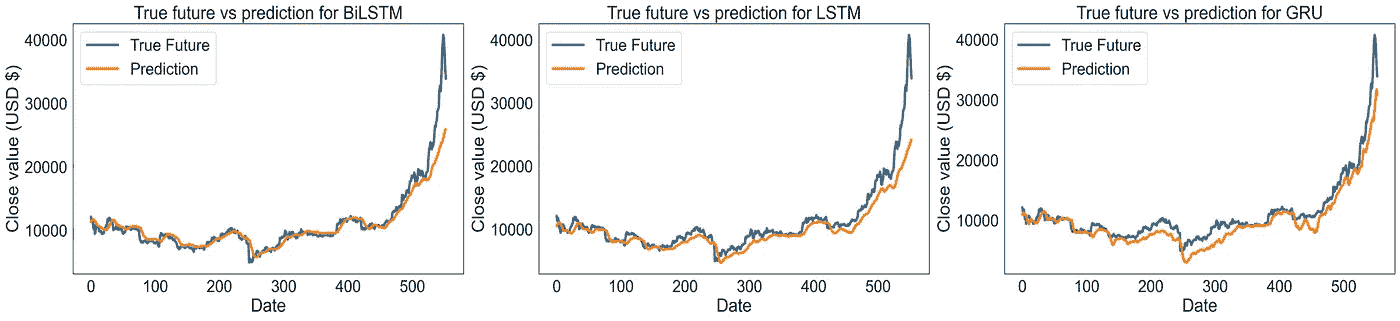 True future vs prediction for BiLSTM
True Future
Prediction
Close value (USD $)
40000
30000
20000
10000
0
100
200
300
400
500
Date
True future vs prediction for LSTM
True Future
Prediction
Close value (USD $)
40000
30000
20000
10000
0
100
200
300
400
500
Date
True future vs prediction for GRU
True Future
Prediction
Close value (USD $)
40000
30000
20000
10000
0
100
200
300
400
500
Date